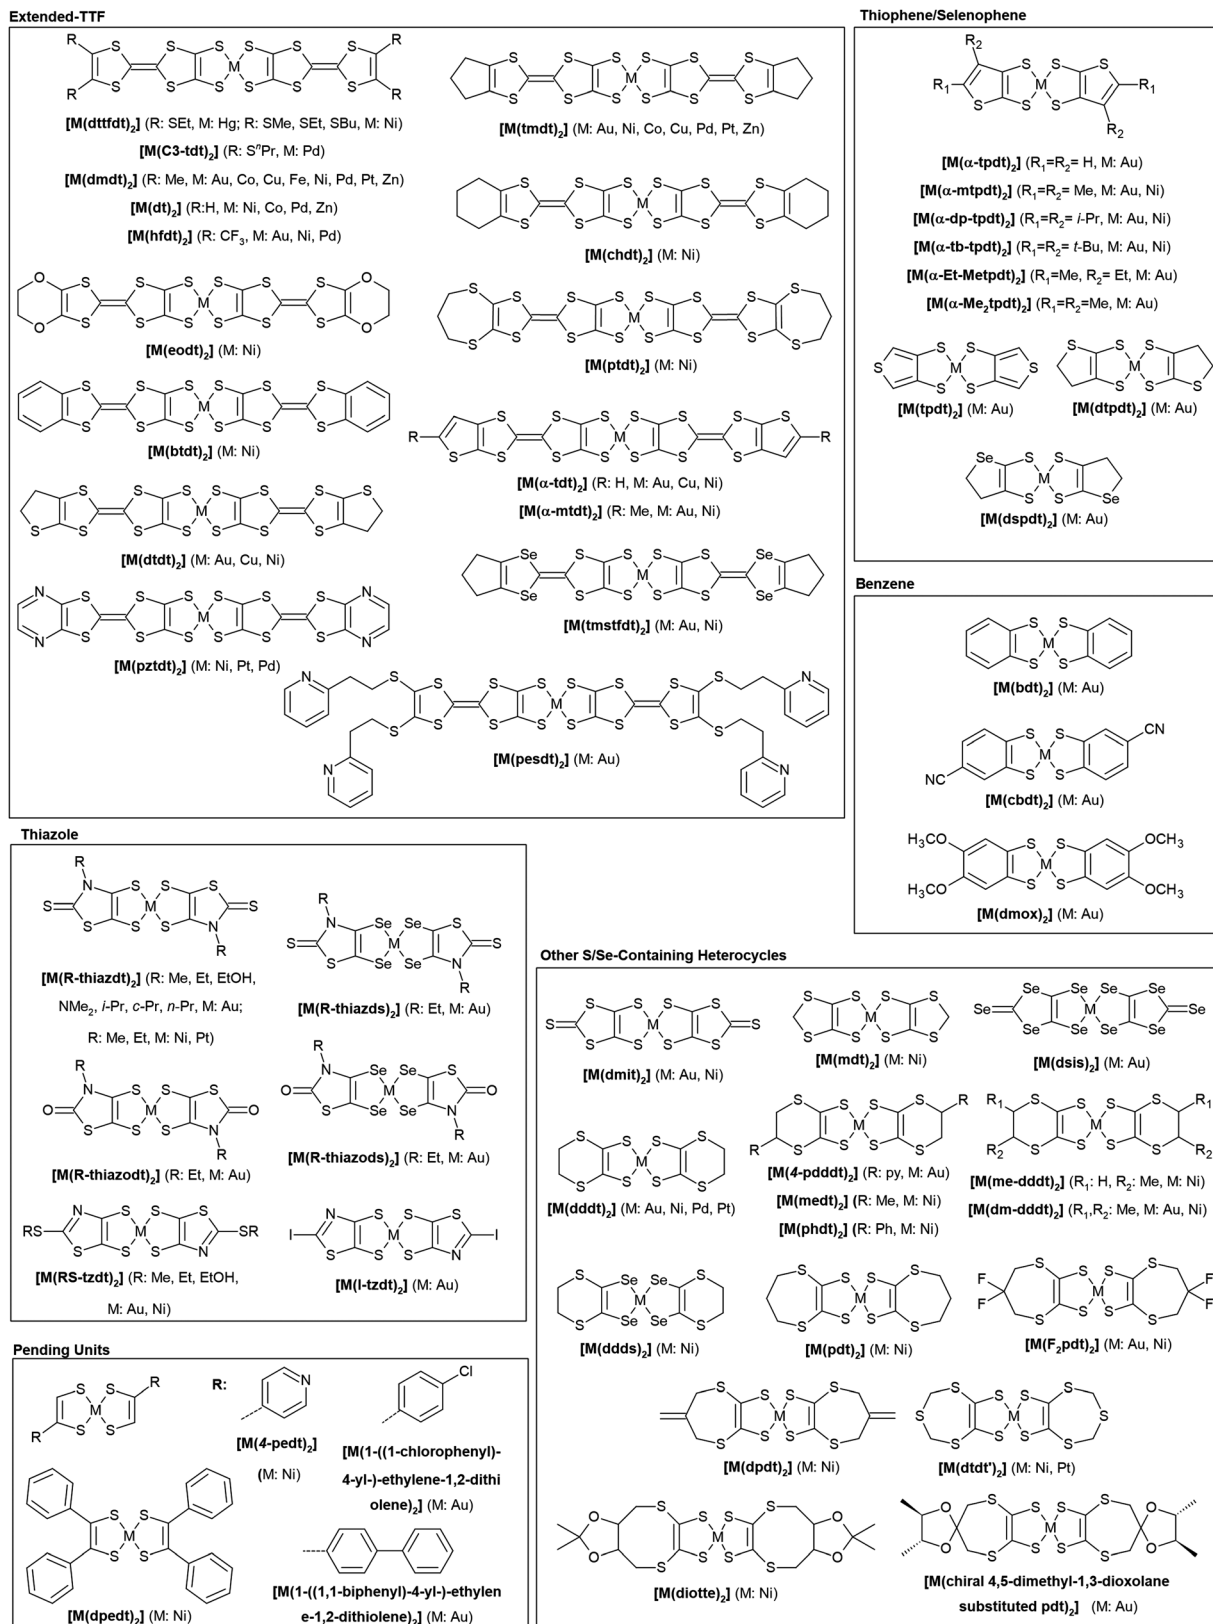 Extended-TTF
[M(dttfdt)2] (R: SEt, M: Hg; R: SMe, SEt, SBu, M: Ni)
[M(C3-tdt)2] (R: SnPr, M: Pd)
[M(dmdt)2] (R: Me, M: Au, Co, Cu, Fe, Ni, Pd, Pt, Zn)
[M(dt)2] (R:H, M: Ni, Co, Pd, Zn)
[M(hfdt)2] (R: CF3, M: Au, Ni, Pd)
[M(eodt)2] (M: Ni)
[M(btdt)2] (M: Ni)
[M(dtdt)2] (M: Au, Cu, Ni)
[M(pztdt)2] (M: Ni, Pt, Pd)
[M(tmdt)2] (M: Au, Ni, Co, Cu, Pd, Pt, Zn)
[M(chdt)2] (M: Ni)
[M(ptdt)2] (M: Ni)
[M(α-tdt)2] (R: H, M: Au, Cu, Ni)
[M(α-mtdt)2] (R: Me, M: Au, Ni)
[M(tmstfdt)2] (M: Au, Ni)
[M(pesdt)2] (M: Au)
Thiophene/Selenophene
[M(α-tpdt)2] (R1=R2= H, M: Au)
[M(α-mtpdt)2] (R1=R2= Me, M: Au, Ni)
[M(α-dp-tpdt)2] (R1=R2= i-Pr, M: Au, Ni)
[M(α-tb-tpdt)2] (R1=R2= t-Bu, M: Au, Ni)
[M(α-Et-Metpdt)2] (R1=Me, R2= Et, M: Au)
[M(α-Me2tpdt)2] (R1=R2=Me, M: Au)
[M(tpdt)2] (M: Au)
[M(dtpdt)2] (M: Au)
[M(dspdt)2] (M: Au)
Benzene
[M(bdt)2] (M: Au)
NC
CN
[M(cbdt)2] (M: Au)
H3CO
OCH3
H3CO
OCH3
[M(dmox)2] (M: Au)
Thiazole
[M(R-thiazdt)2] (R: Me, Et, EtOH,
NMe2, i-Pr, c-Pr, n-Pr, M: Au;
R: Me, Et, M: Ni, Pt)
[M(R-thiazds)2] (R: Et, M: Au)
[M(R-thiazodt)2] (R: Et, M: Au)
[M(R-thiazods)2] (R: Et, M: Au)
[M(RS-tzdt)2] (R: Me, Et, EtOH,
M: Au, Ni)
[M(I-tzdt)2] (M: Au)
Other S/Se-Containing Heterocycles
[M(dmit)2] (M: Au, Ni)
[M(mdt)2] (M: Ni)
[M(dsis)2] (M: Au)
[M(dddt)2] (M: Au, Ni, Pd, Pt)
[M(4-pddt)2] (R: py, M: Au)
[M(medt)2] (R: Me, M: Ni)
[M(phdt)2] (R: Ph, M: Ni)
[M(me-dddt)2] (R1: H, R2: Me, M: Ni)
[M(dm-dddt)2] (R1,R2: Me, M: Au, Ni)
[M(ddds)2] (M: Ni)
[M(pdt)2] (M: Ni)
[M(F2pdt)2] (M: Au, Ni)
[M(dpdt)2] (M: Ni)
[M(dtdt')2] (M: Ni, Pt)
[M(diotte)2] (M: Ni)
[M(chiral 4,5-dimethyl-1,3-dioxolane
substituted pdt)2] (M: Au)
Pending Units
R:
[M(4-pedt)2]
(M: Ni)
Cl
[M(1-((1-chlorophenyl)-
4-yl-)-ethylene-1,2-dithi
olene)2] (M: Au)
[M(dpedt)2] (M: Ni)
[M(1-((1,1-biphenyl)-4-yl-)-ethylen
e-1,2-dithiolene)2] (M: Au)